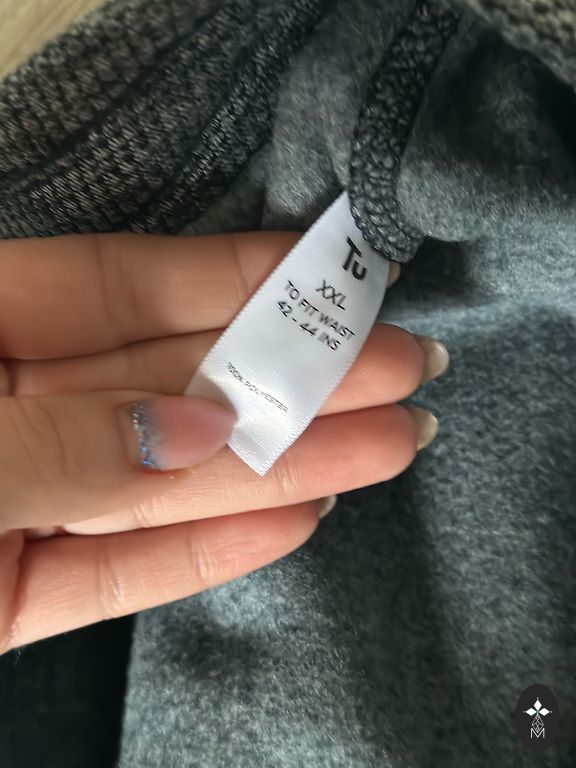 Tu
XXL
TO FIT WAIST
42 - 44 INS
100% POLYESTER
M